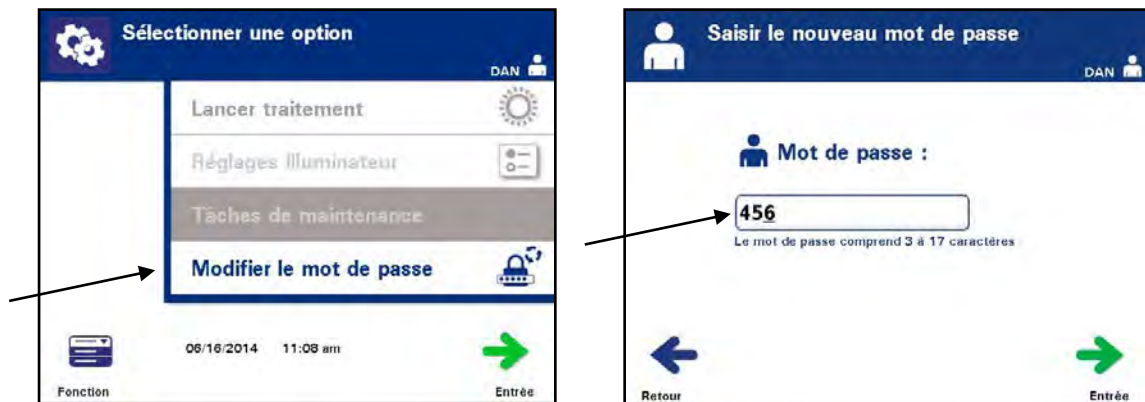 Sélectionner une option
DAN
Lancer traitement
Réglages Illuminateur
Tâches de maintenance
Modifier le mot de passe
06/16/2014 11:08 am
Fonction
Entrée
Saisir le nouveau mot de passe
DAN
Mot de passe :
456
Le mot de passe comprend 3 à 17 caractères
Retour
Entrée